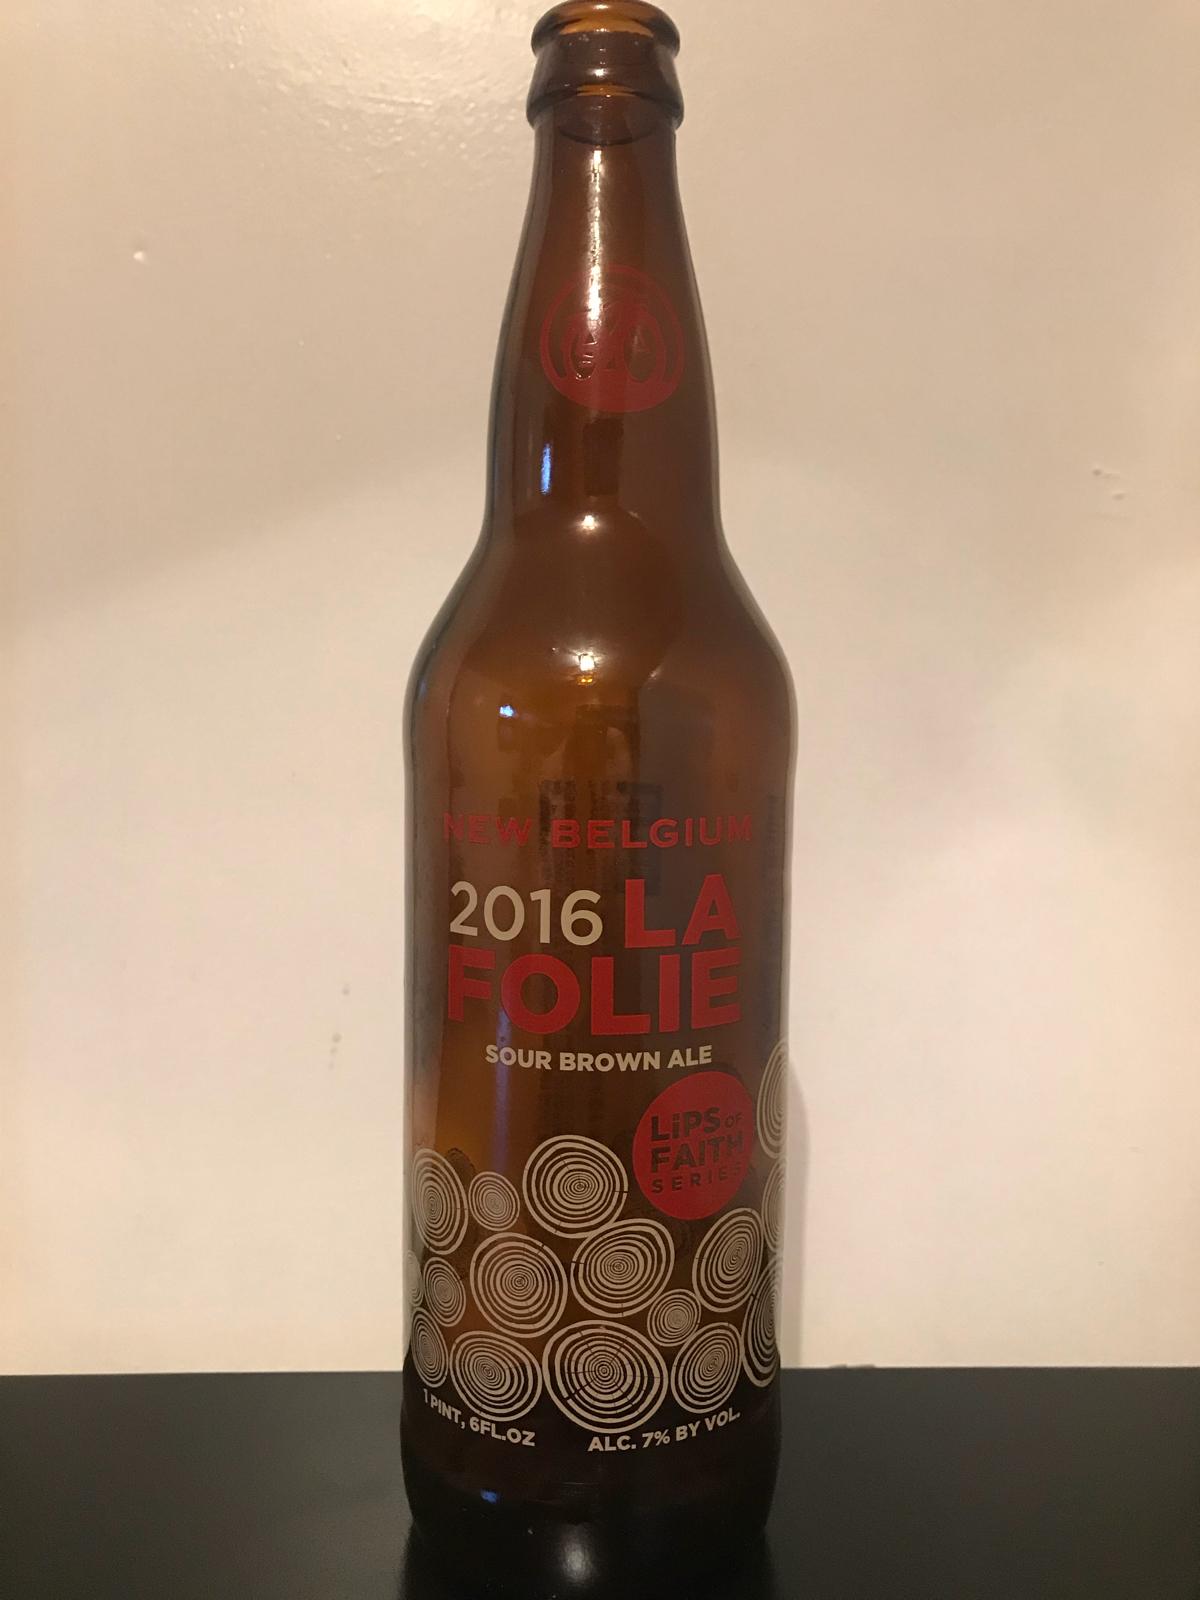 NEW BELGIUM
2016 LA
FOLIE
SOUR BROWN ALE
LiPS OF
FAITH
SERIES
1 PINT, 6FL.OZ
ALC. 7% BY VOL.